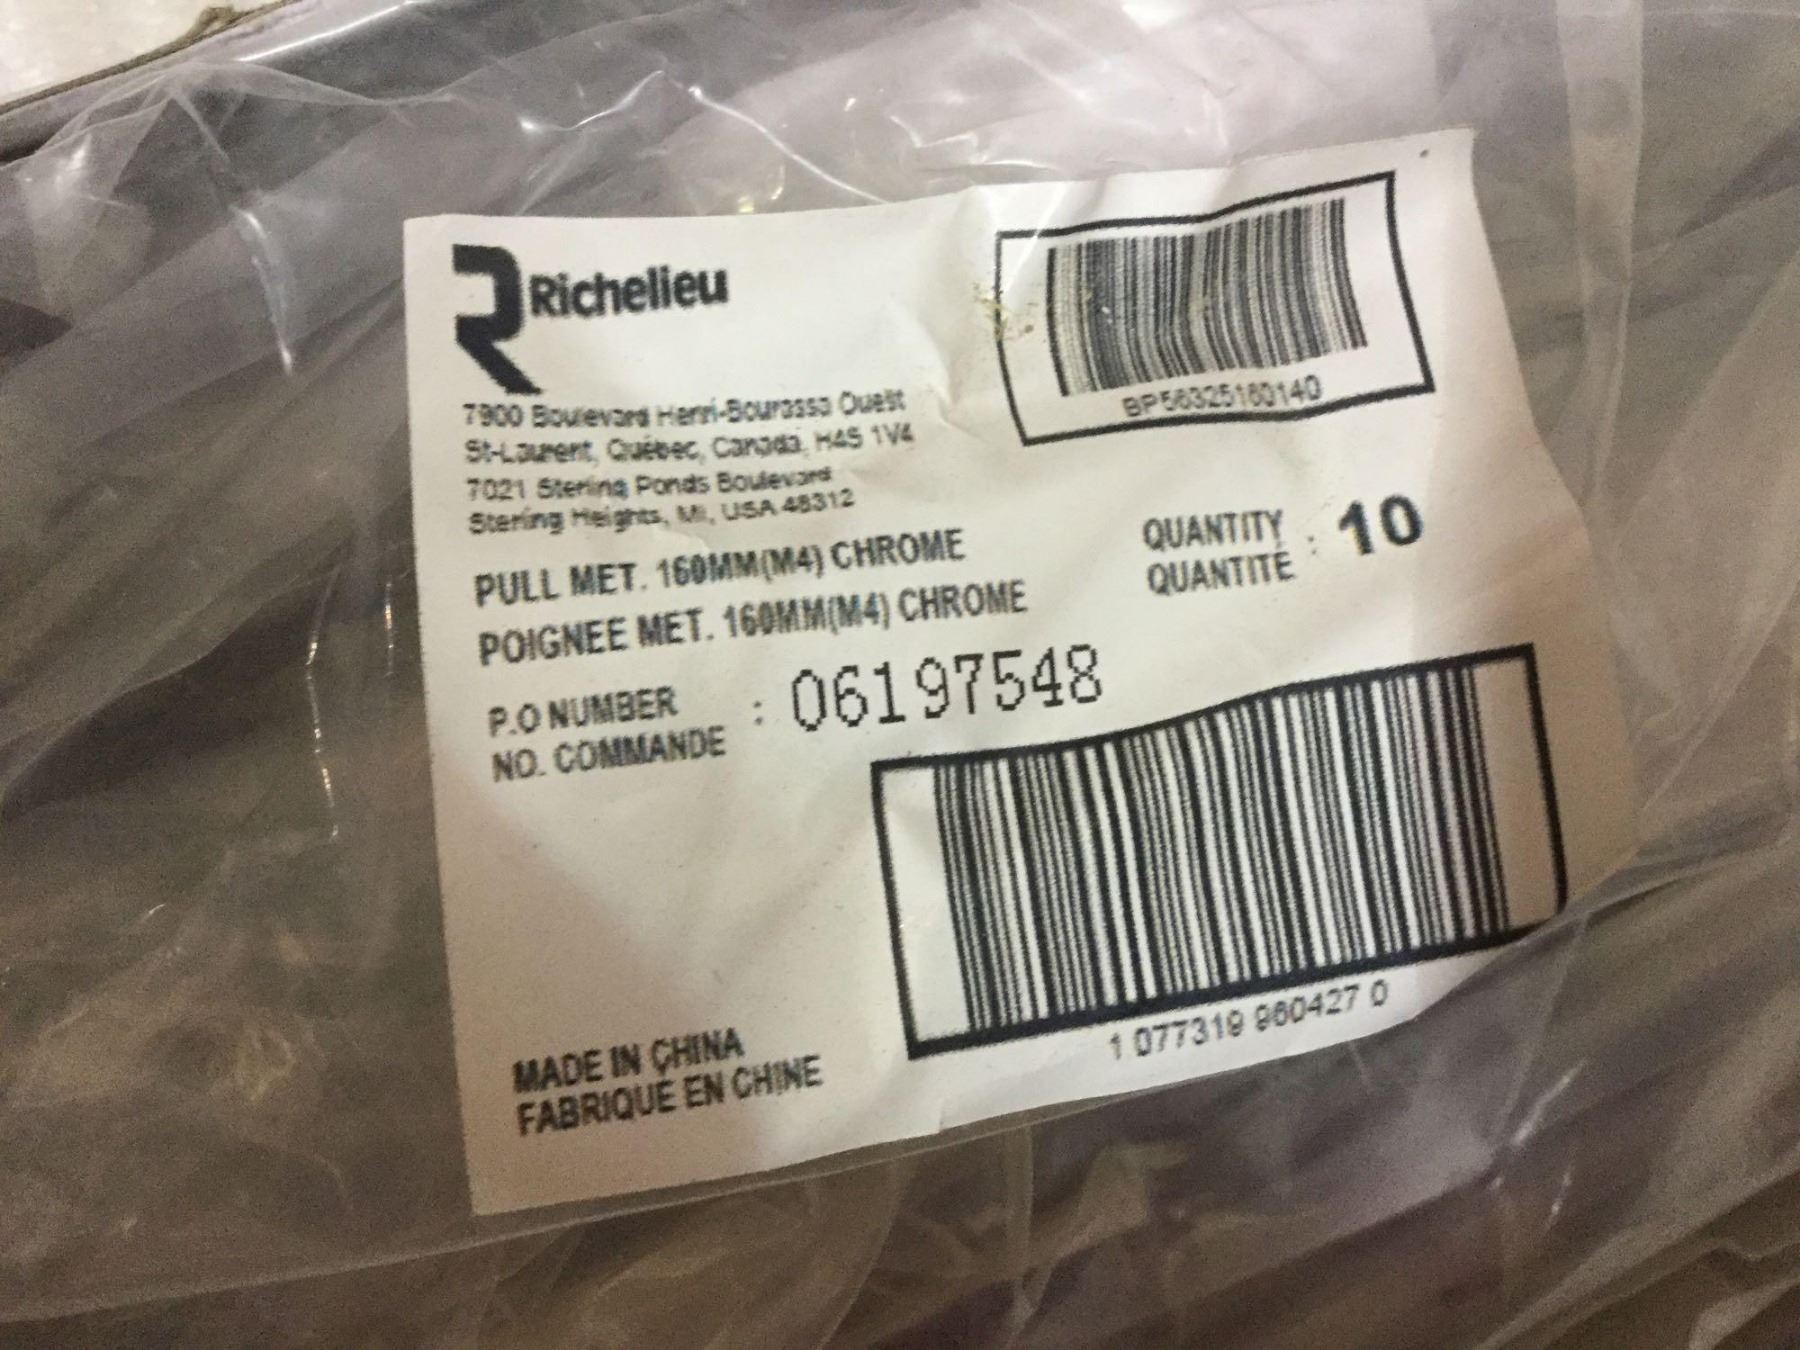 Richelieu
7900 Boulevard Henri-Bourassa Ouest
St-Laurent, Québec, Canada, H4S 1V4
7021 Sterling Ponds Boulevard
Sterling Heights, MI, USA 48312
BP56325160140
PULL MET. 160MM(M4) CHROME
POIGNEE MET. 160MM(M4) CHROME
QUANTITY
QUANTITÉ : 10
P.O NUMBER
NO. COMMANDE : 06197548
1 077319 960427 0
MADE IN CHINA
FABRIQUÉ EN CHINE